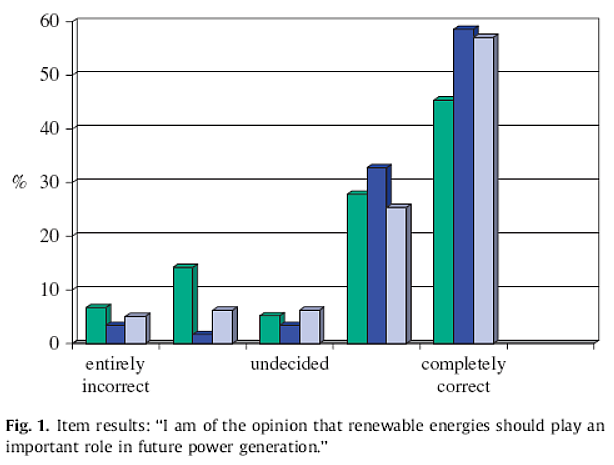 60
50
40
%
30
20
10
0
entirely incorrect
undecided
completely correct
Fig. 1. Item results: “I am of the opinion that renewable energies should play an
important role in future power generation.”